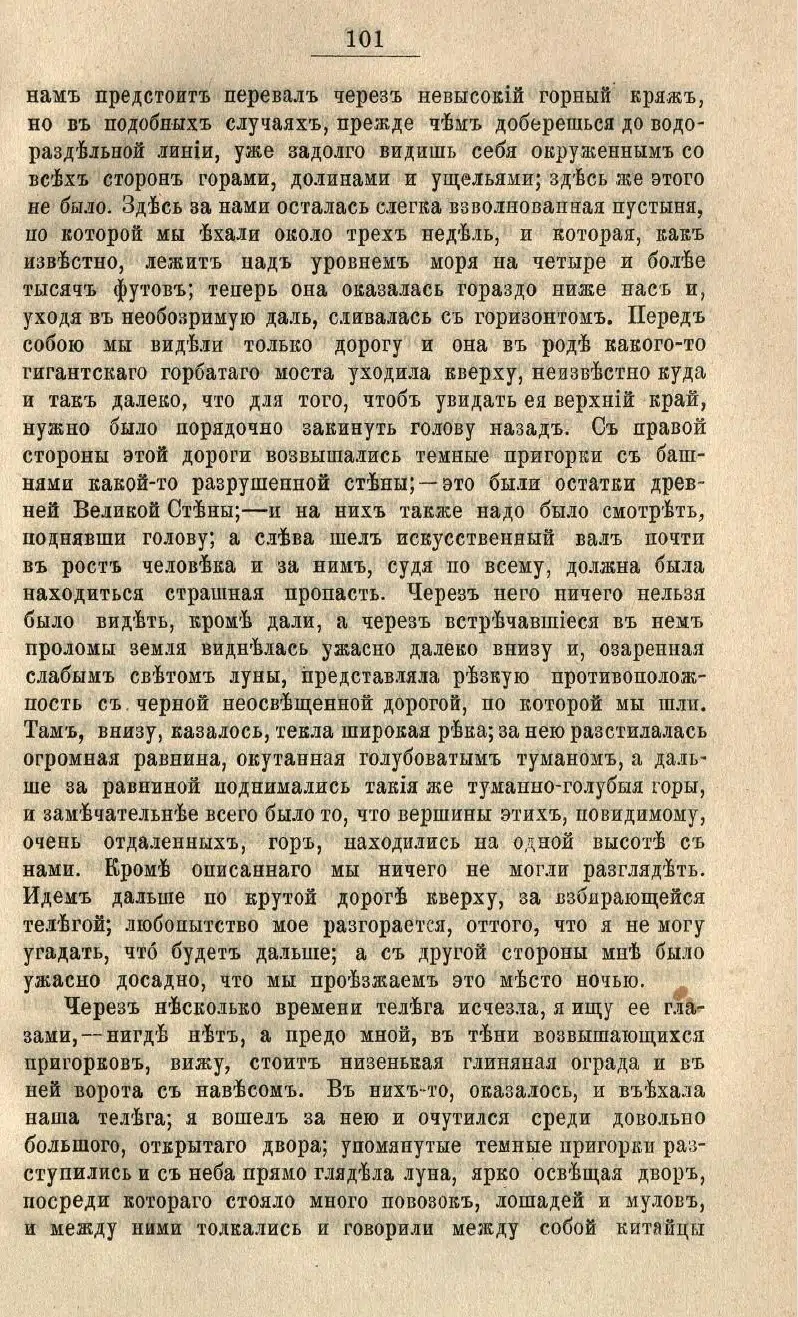 101
намъ предстоитъ перевалъ черезъ невысокій горный кряжъ,
но въ подобныхъ случаяхъ, прежде чѣмъ доберешься до водо-
раздѣльной линіи, уже задолго видишь себя окруженнымъ со
всѣхъ сторонъ горами, долинами и ущельями; здѣсь же этого
не было. Здѣсь за нами осталась слегка взволнованная пустыня,
по которой мы ѣхали около трехъ недѣль, и которая, какъ
извѣстно, лежитъ надъ уровнемъ моря на четыре и болѣе
тысячъ футовъ; теперь она оказалась гораздо ниже насъ и,
уходя въ необозримую даль, сливалась съ горизонтомъ. Передъ
собою мы видѣли только дорогу и она въ родѣ какого-то
гигантскаго горбатаго моста уходила кверху, неизвѣстно куда
и такъ далеко, что для того, чтобъ увидать ея верхній край,
нужно было порядочно закинуть голову назадъ. Съ правой
стороны этой дороги возвышались темные пригорки съ баш-
нями какой-то разрушенной стѣны;—это были остатки древ-
ней Великой Стѣны;—и на нихъ также надо было смотрѣть,
поднявши голову; а слѣва шелъ искусственный валъ почти
въ ростъ человѣка и за нимъ, судя по всему, должна была
находиться страшная пропасть. Черезъ него ничего нельзя
было видѣть, кромѣ дали, а черезъ встрѣчавшіеся въ немъ
проломы земля виднѣлась ужасно далеко внизу и, озаренная
слабымъ свѣтомъ луны, представляла рѣзкую противополож-
ность съ черной неосвѣщенной дорогой, по которой мы шли.
Тамъ, внизу, казалось, текла широкая рѣка; за нею разстилалась
огромная равнина, окутанная голубоватымъ туманомъ, а даль-
ше за равниной поднимались такія же туманно-голубыя горы,
и замѣчательнѣе всего было то, что вершины этихъ, повидимому,
очень отдаленныхъ, горъ, находились на одной высотѣ съ
нами. Кромѣ описаннаго мы ничего не могли разглядѣть.
Идемъ дальше по крутой дорогѣ кверху, за взбирающейся
телѣгой; любопытство мое разгорается, оттого, что я не могу
угадать, что́ будетъ дальше; а съ другой стороны мнѣ было
ужасно досадно, что мы проѣзжаемъ это мѣсто ночью.
Черезъ нѣсколько времени телѣга исчезла, я ищу ее гла-
зами,—нигдѣ нѣтъ, а предо мной, въ тѣни возвышающихся
пригорковъ, вижу, стоитъ низенькая глиняная ограда и въ
ней ворота съ навѣсомъ. Въ нихъ-то, оказалось, и въѣхала
наша телѣга; я вошелъ за нею и очутился среди довольно
большого, открытаго двора; упомянутые темные пригорки раз-
ступились и съ неба прямо глядѣла луна, ярко освѣщая дворъ,
посреди котораго стояло много повозокъ, лошадей и муловъ,
и между ними толкались и говорили между собой китайцы